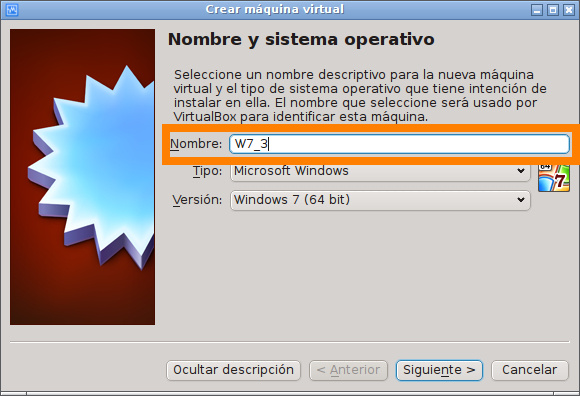 Crear máquina virtual
Nombre y sistema operativo
Seleccione un nombre descriptivo para la nueva máquina
virtual y el tipo de sistema operativo que tiene intención de
instalar en ella. El nombre que seleccione será usado por
VirtualBox para identificar esta máquina.
Nombre: W7_3
Tipo: Microsoft Windows
64 7
Versión: Windows 7 (64 bit)
Ocultar descripción < Anterior Siguiente > Cancelar